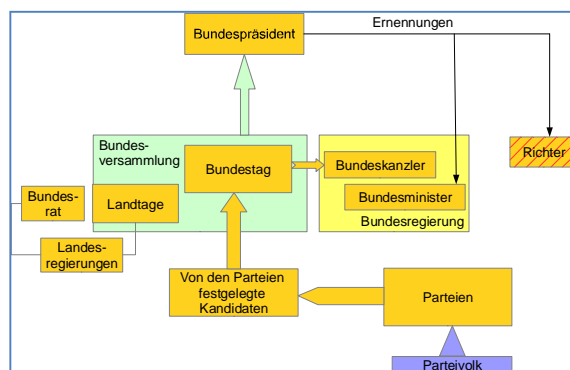 Ernennungen
Bundespräsident
Bundes-
versammlung
Bundestag
Bundeskanzler
Richter
Bundes-
rat
Landtage
Bundesminister
Bundesregierung
Landes-
regierungen
Von den Parteien
festgelegte
Kandidaten
Parteien
Parteivolk